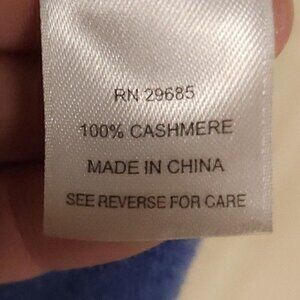 RN 29685
100% CASHMERE
MADE IN CHINA
SEE REVERSE FOR CARE